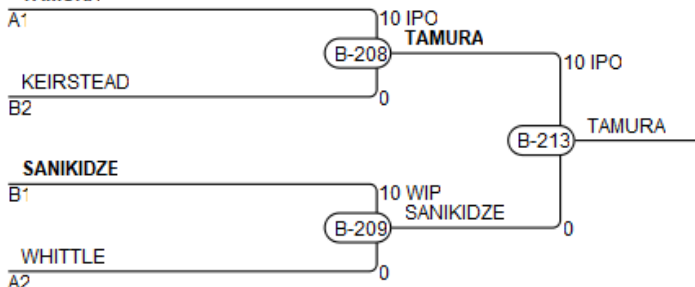 TAMURA
A1
10 IPO
B-208
TAMURA
KEIRSTEAD
B2
0
10 IPO
B-213
TAMURA
SANIKIDZE
B1
10 WIP
B-209
SANIKIDZE
0
WHITTLE
A2
0